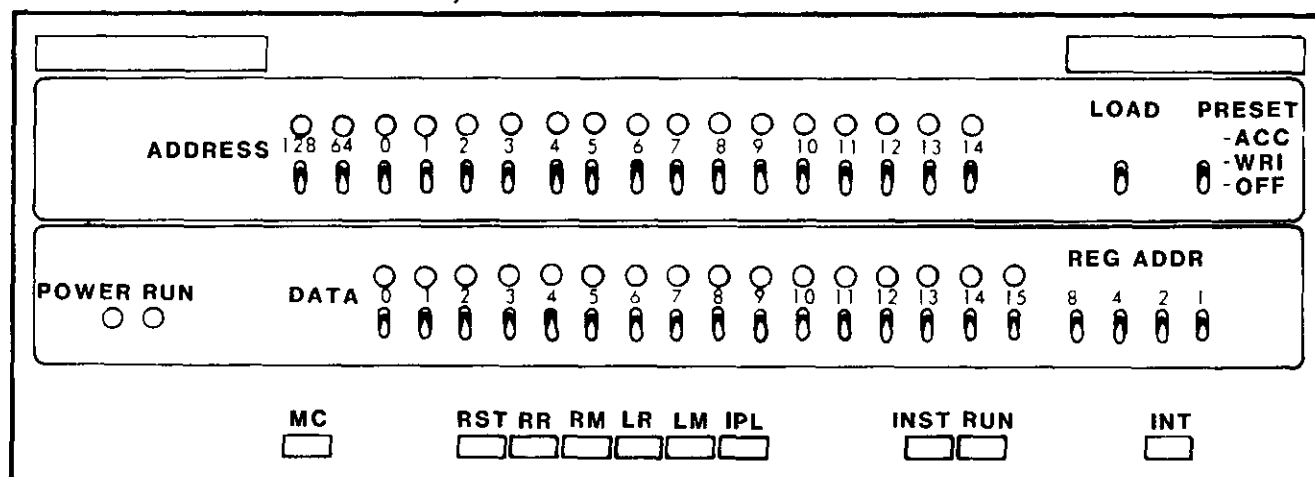 LOAD PRESET
ADDRESS 128 64 0 1 2 3 4 5 6 7 8 9 10 11 12 13 14 -ACC
-WRI
-OFF
REG ADDR
POWER RUN DATA 0 1 2 3 4 5 6 7 8 9 10 11 12 13 14 15 8 4 2 1
MC RST RR RM LR LM IPL INST RUN INT